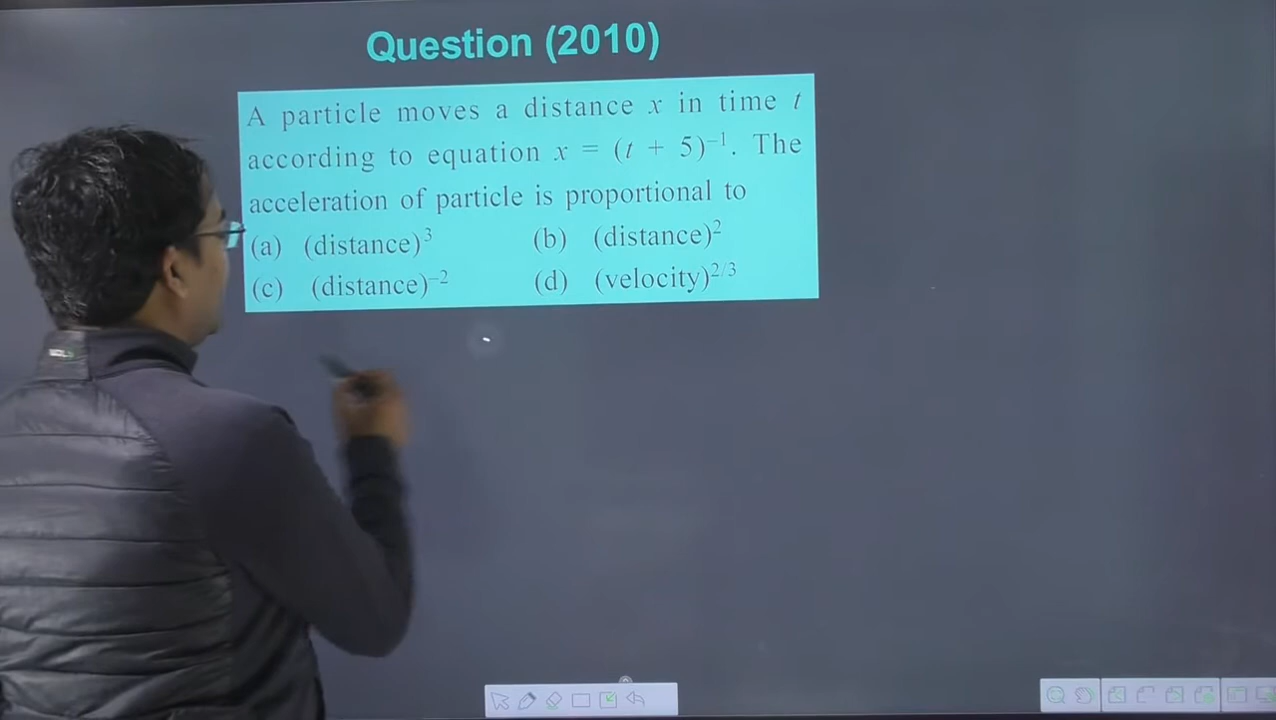 Question (2010)
A particle moves a distance x in time t
according to equation x = (t + 5)⁻¹. The
acceleration of particle is proportional to
(a) (distance)³ (b) (distance)²
(c) (distance)⁻² (d) (velocity)²/³